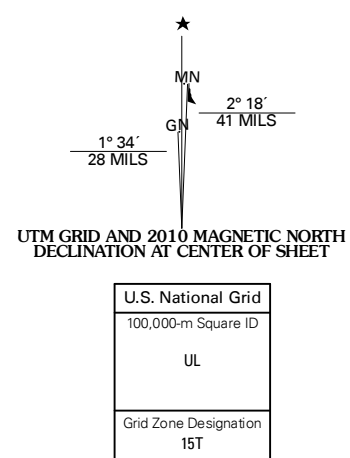 ★
MN
2° 18´
41 MILS
GN
1° 34´
28 MILS
UTM GRID AND 2010 MAGNETIC NORTH
DECLINATION AT CENTER OF SHEET
U.S. National Grid
100,000-m Square ID
UL
Grid Zone Designation
15T